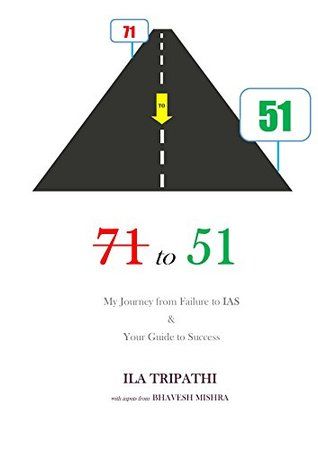 71
TO
51
71 to 51
My Journey from Failure to IAS
&
Your Guide to Success
ILA TRIPATHI
with inputs from BHAVESH MISHRA